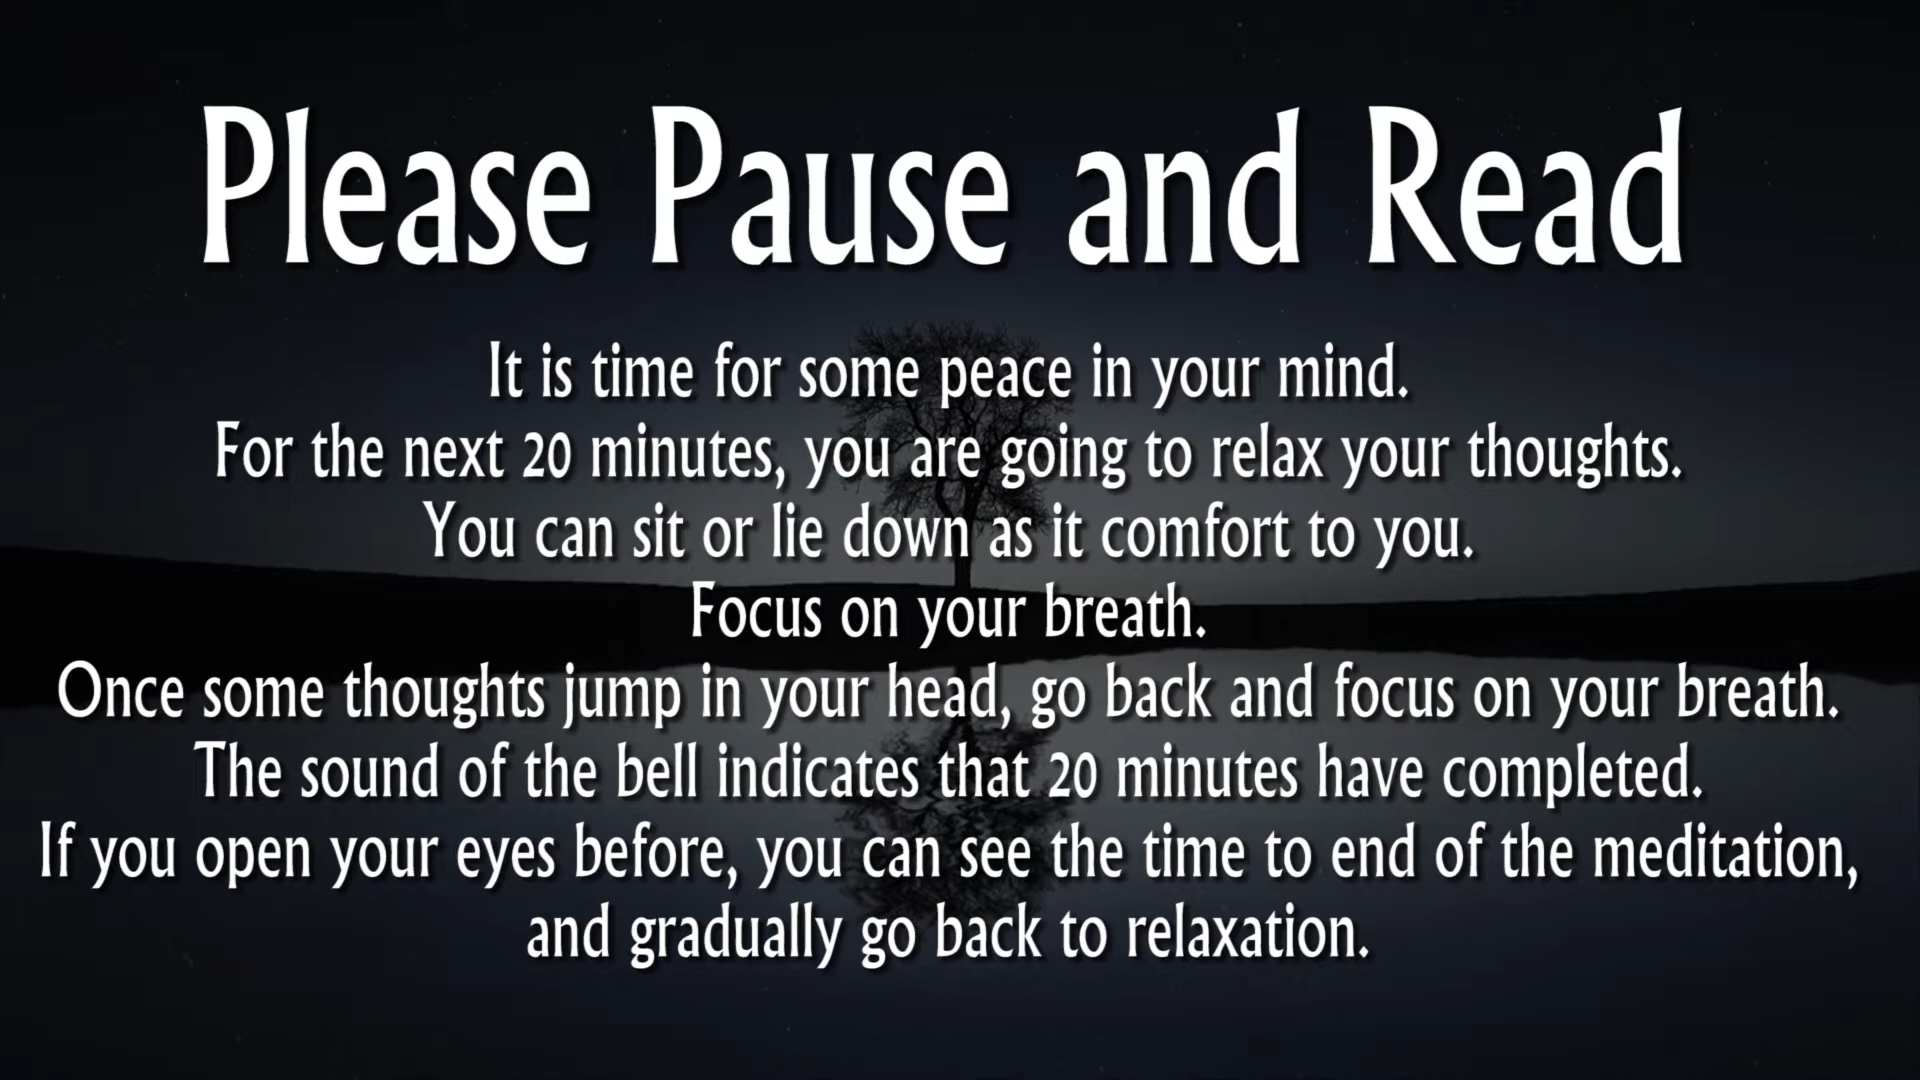 Please Pause and Read
It is time for some peace in your mind.
For the next 20 minutes, you are going to relax your thoughts.
You can sit or lie down as it comfort to you.
Focus on your breath.
Once some thoughts jump in your head, go back and focus on your breath.
The sound of the bell indicates that 20 minutes have completed.
If you open your eyes before, you can see the time to end of the meditation,
and gradually go back to relaxation.